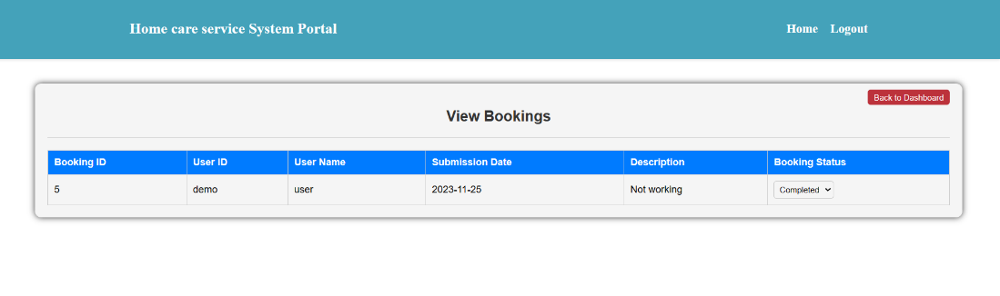 Home care service System Portal Home Logout
Back to Dashboard
View Bookings
Booking ID User ID User Name Submission Date Description Booking Status
5 demo user 2023-11-25 Not working Completed